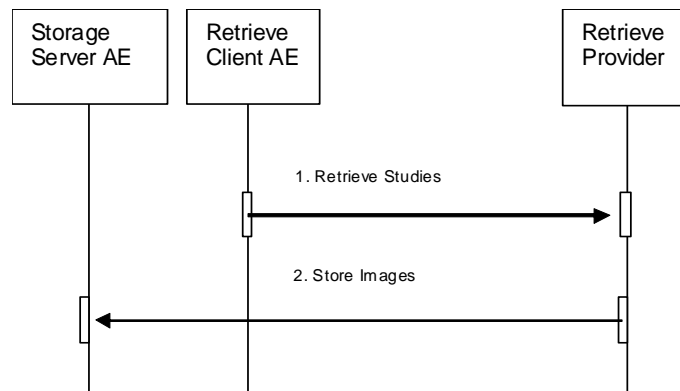 Storage
Server AE
Retrieve
Client AE
Retrieve
Provider
1. Retrieve Studies
2. Store Images